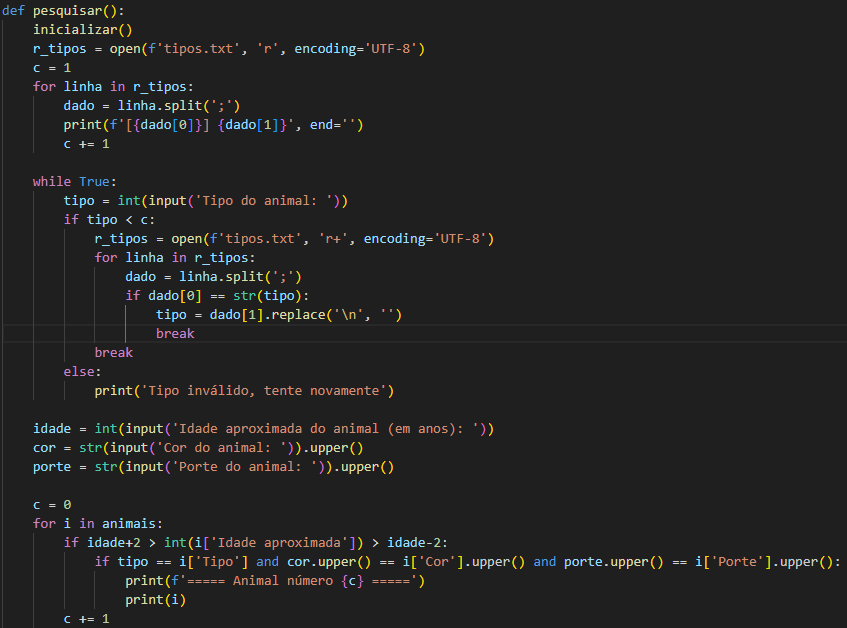 def pesquisar():
    inicializar()
    r_tipos = open(f'tipos.txt', 'r', encoding='UTF-8')
    c = 1
    for linha in r_tipos:
        dado = linha.split(';')
        print(f'[{dado[0]}] {dado[1]}', end='')
        c += 1

    while True:
        tipo = int(input('Tipo do animal: '))
        if tipo < c:
            r_tipos = open(f'tipos.txt', 'r+', encoding='UTF-8')
            for linha in r_tipos:
                dado = linha.split(';')
                if dado[0] == str(tipo):
                    tipo = dado[1].replace('\n', '')
                    break
            break
        else:
            print('Tipo inválido, tente novamente')

    idade = int(input('Idade aproximada do animal (em anos): '))
    cor = str(input('Cor do animal: ')).upper()
    porte = str(input('Porte do animal: ')).upper()

    c = 0
    for i in animais:
        if idade+2 > int(i['Idade aproximada']) > idade-2:
            if tipo == i['Tipo'] and cor.upper() == i['Cor'].upper() and porte.upper() == i['Porte'].upper():
                print(f'===== Animal número {c} =====')
                print(i)
        c += 1